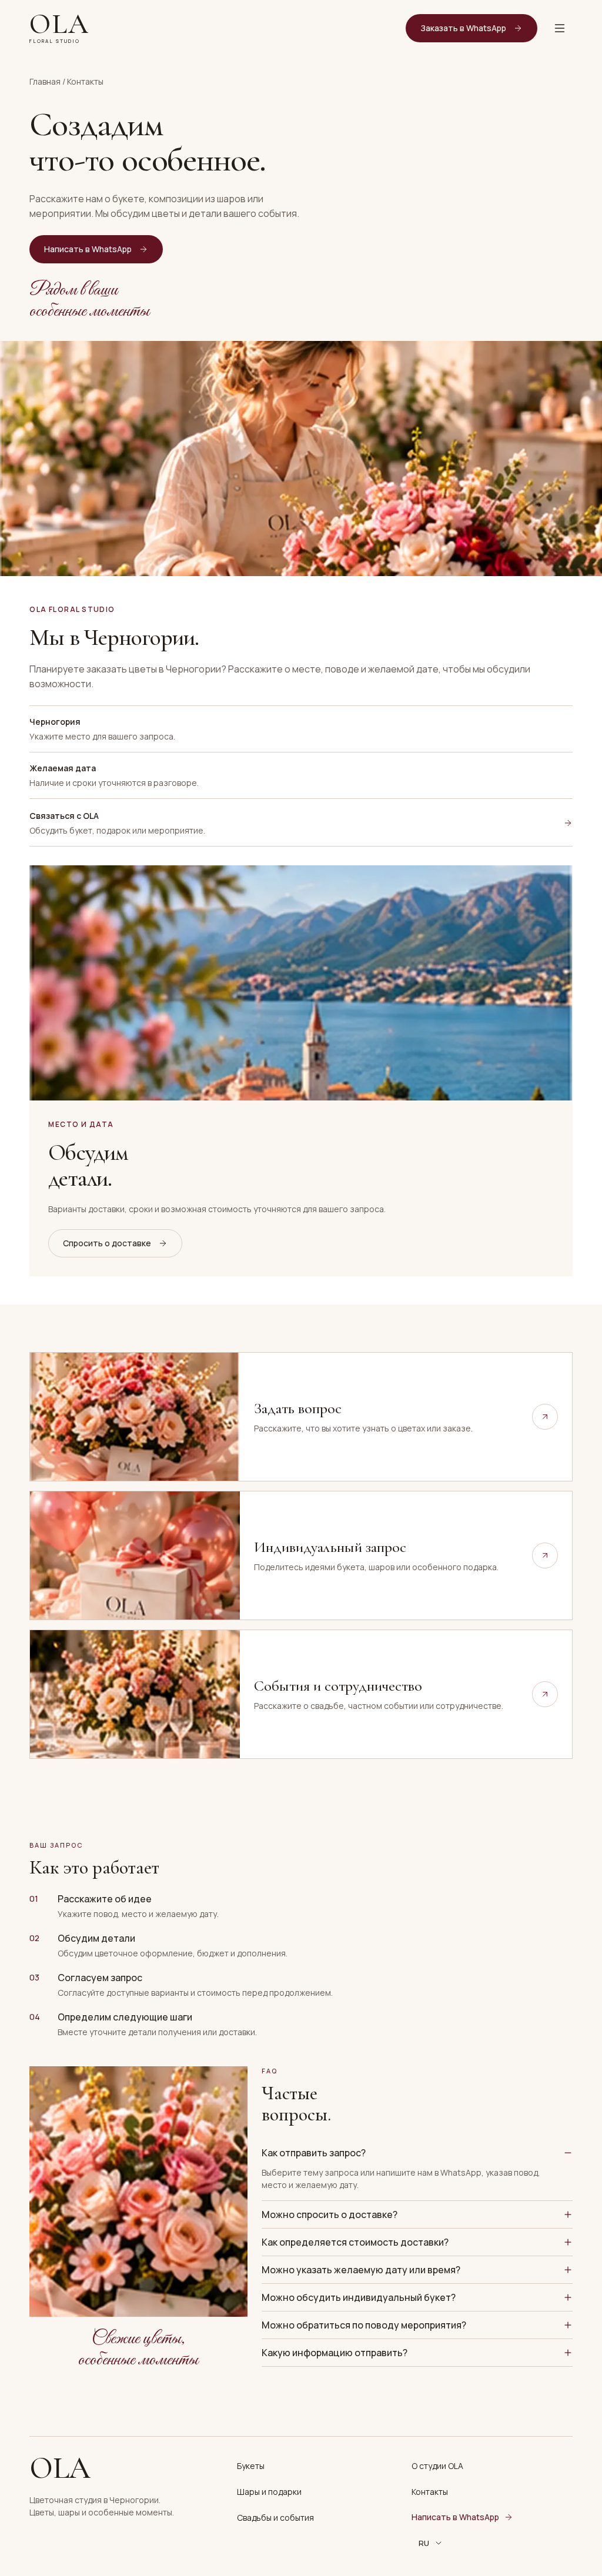 OLA
FLORAL STUDIO
Заказать в WhatsApp →
Главная / Контакты
Создадим
что-то особенное.
Расскажите нам о букете, композиции из шаров или
мероприятии. Мы обсудим цветы и детали вашего события.
Написать в WhatsApp →
Рядом в ваши
особенные моменты
OLA FLORAL STUDIO
Мы в Черногории.
Планируете заказать цветы в Черногории? Расскажите о месте, поводе и желаемой дате, чтобы мы обсудили
возможности.
Черногория
Укажите место для вашего запроса.
Желаемая дата
Наличие и сроки уточняются в разговоре.
Связаться с OLA
Обсудить букет, подарок или мероприятие.
МЕСТО И ДАТА
Обсудим
детали.
Варианты доставки, сроки и возможная стоимость уточняются для вашего запроса.
Спросить о доставке →
OLA
Задать вопрос
Расскажите, что вы хотите узнать о цветах или заказе.
OLA
Индивидуальный запрос
Поделитесь идеями букета, шаров или особенного подарка.
События и сотрудничество
Расскажите о свадьбе, частном событии или сотрудничестве.
ВАШ ЗАПРОС
Как это работает
01 Расскажите об идее
Укажите повод, место и желаемую дату.
02 Обсудим детали
Обсудим цветочное оформление, бюджет и дополнения.
03 Согласуем запрос
Согласуйте доступные варианты и стоимость перед продолжением.
04 Определим следующие шаги
Вместе уточните детали получения или доставки.
FAQ
Частые
вопросы.
Как отправить запрос?
Выберите тему запроса или напишите нам в WhatsApp, указав повод,
место и желаемую дату.
Можно спросить о доставке?
Как определяется стоимость доставки?
Можно указать желаемую дату или время?
Можно обсудить индивидуальный букет?
Можно обратиться по поводу мероприятия?
Какую информацию отправить?
Свежие цветы,
особенные моменты
OLA
Цветочная студия в Черногории.
Цветы, шары и особенные моменты.
Букеты
Шары и подарки
Свадьбы и события
О студии OLA
Контакты
Написать в WhatsApp →
RU